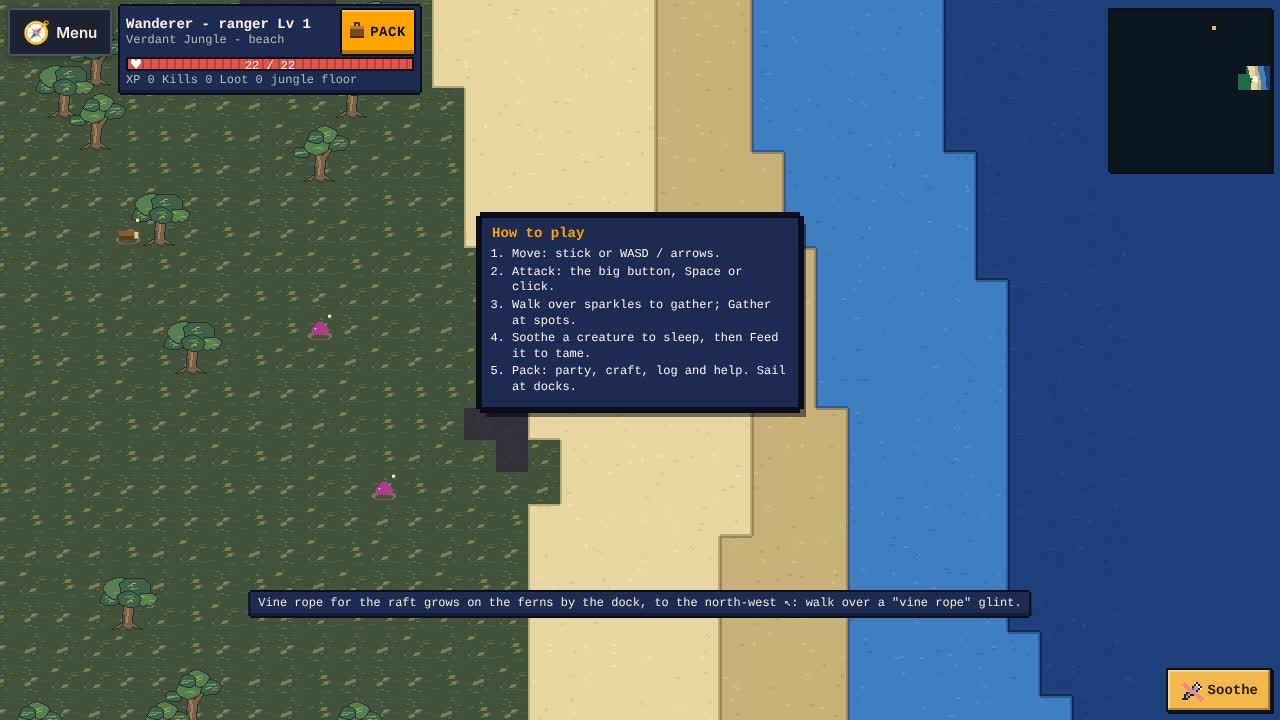 Menu
Wanderer - ranger Lv 1
Verdant Jungle - beach
PACK
22 / 22
XP 0 Kills 0 Loot 0 jungle floor
How to play
1. Move: stick or WASD / arrows.
2. Attack: the big button, Space or
click.
3. Walk over sparkles to gather; Gather
at spots.
4. Soothe a creature to sleep, then Feed
it to tame.
5. Pack: party, craft, log and help. Sail
at docks.
Vine rope for the raft grows on the ferns by the dock, to the north-west ↖: walk over a "vine rope" glint.
Soothe